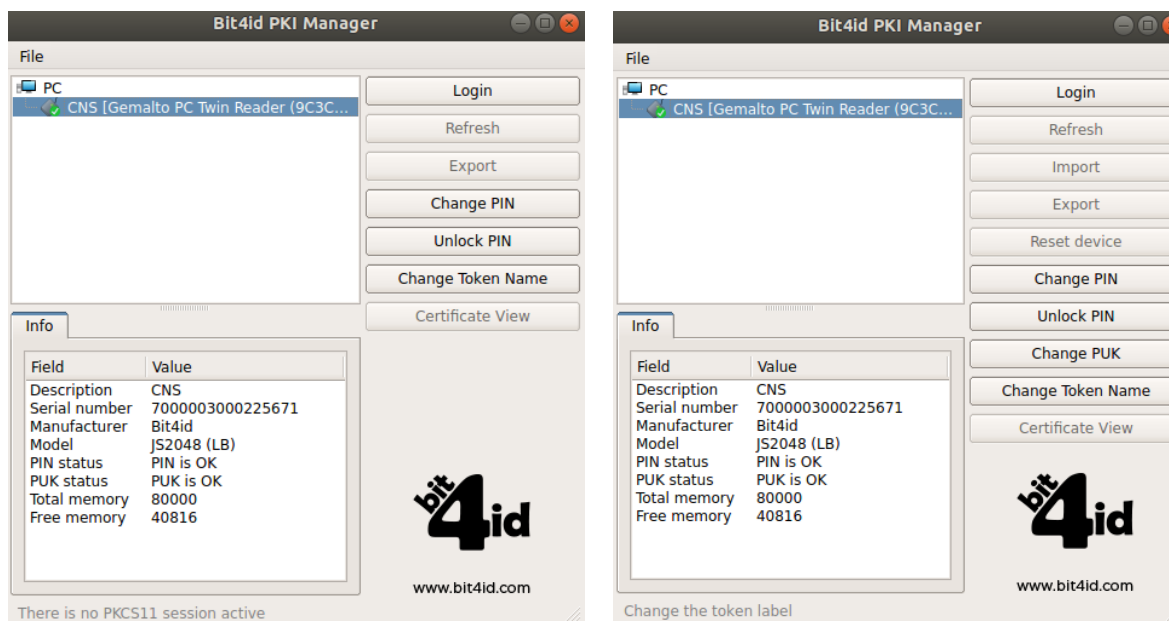 Bit4id PKI Manager
File
PC
CNS [Gemalto PC Twin Reader (9C3C...
Login
Refresh
Export
Change PIN
Unlock PIN
Change Token Name
Certificate View
Info
Field Value
Description CNS
Serial number 7000003000225671
Manufacturer Bit4id
Model JS2048 (LB)
PIN status PIN is OK
PUK status PUK is OK
Total memory 80000
Free memory 40816
bit4id
www.bit4id.com
There is no PKCS11 session active
Bit4id PKI Manager
File
PC
CNS [Gemalto PC Twin Reader (9C3C...
Login
Refresh
Import
Export
Reset device
Change PIN
Unlock PIN
Change PUK
Change Token Name
Certificate View
Info
Field Value
Description CNS
Serial number 7000003000225671
Manufacturer Bit4id
Model JS2048 (LB)
PIN status PIN is OK
PUK status PUK is OK
Total memory 80000
Free memory 40816
bit4id
www.bit4id.com
Change the token label